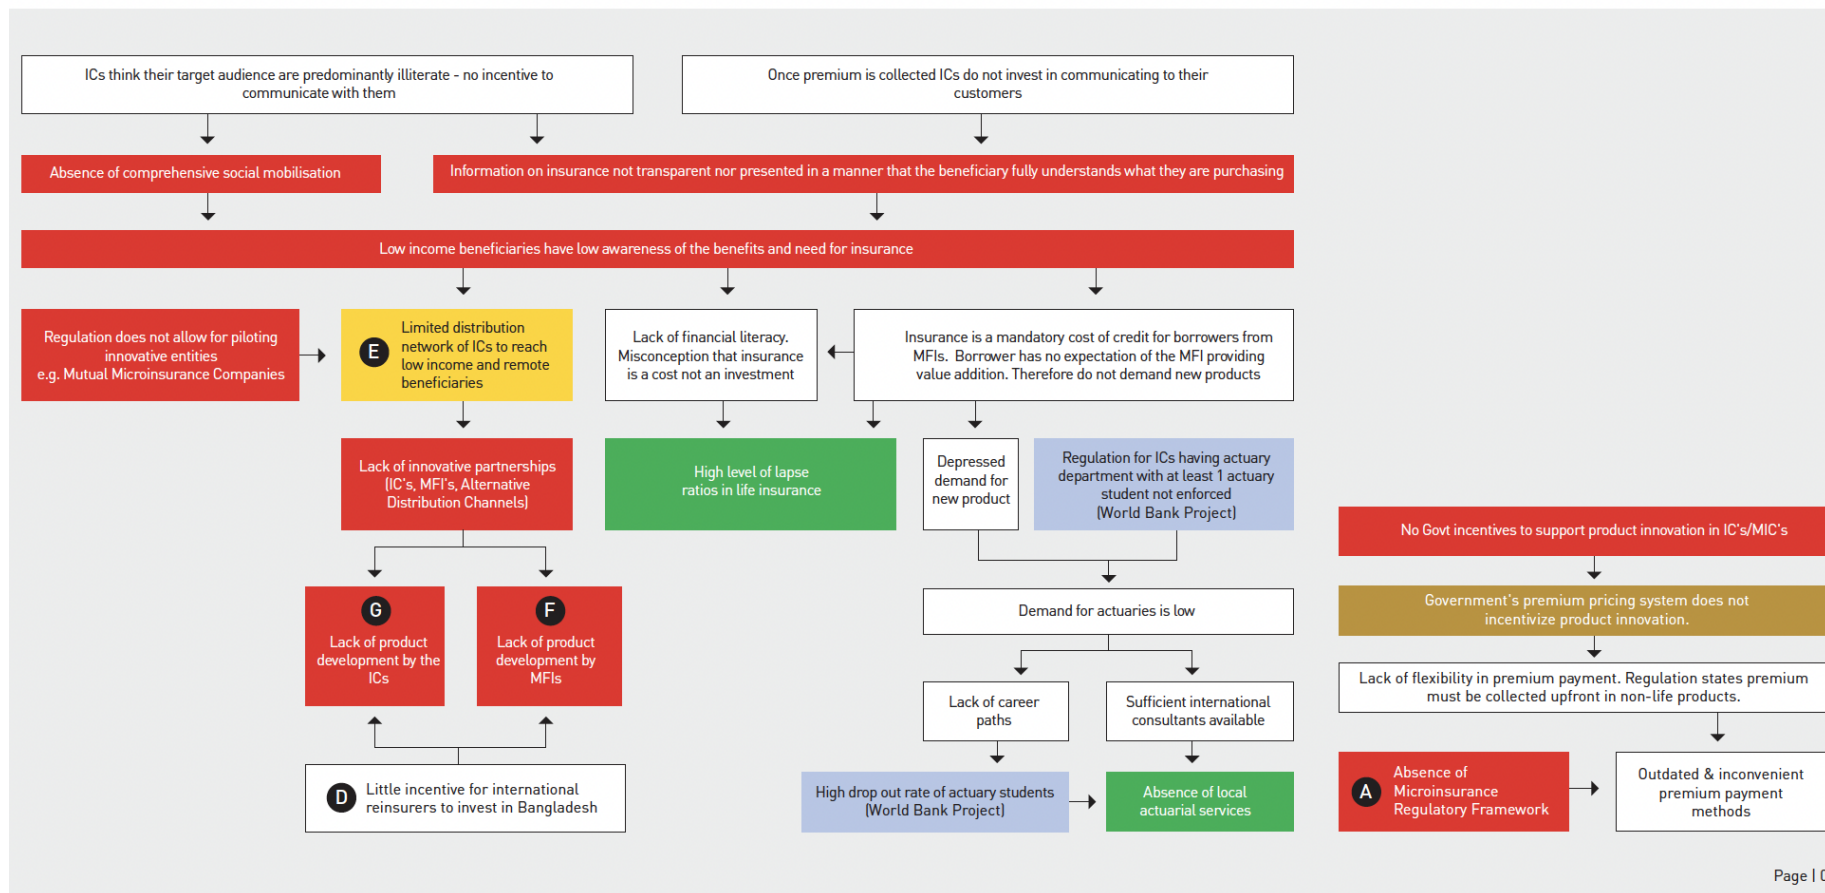 ICs think their target audience are predominantly illiterate - no incentive to
communicate with them
Once premium is collected ICs do not invest in communicating to their
customers
Absence of comprehensive social mobilisation
Information on insurance not transparent nor presented in a manner that the beneficiary fully understands what they are purchasing
Low income beneficiaries have low awareness of the benefits and need for insurance
Regulation does not allow for piloting
innovative entities
e.g. Mutual Microinsurance Companies
E
Limited distribution
network of ICs to reach
low income and remote
beneficiaries
Lack of financial literacy.
Misconception that insurance
is a cost not an investment
Insurance is a mandatory cost of credit for borrowers from
MFIs. Borrower has no expectation of the MFI providing
value addition. Therefore do not demand new products
Lack of innovative partnerships
(IC's, MFI's, Alternative
Distribution Channels)
High level of lapse
ratios in life insurance
Depressed
demand for
new product
Regulation for ICs having actuary
department with at least 1 actuary
student not enforced
(World Bank Project)
No Govt incentives to support product innovation in IC's/MIC's
G
Lack of product
development by the
ICs
F
Lack of product
development by
MFIs
Demand for actuaries is low
Government's premium pricing system does not
incentivize product innovation.
Lack of flexibility in premium payment. Regulation states premium
must be collected upfront in non-life products.
Lack of career
paths
Sufficient international
consultants available
D
Little incentive for international
reinsurers to invest in Bangladesh
High drop out rate of actuary students
(World Bank Project)
Absence of local
actuarial services
A
Absence of
Microinsurance
Regulatory Framework
Outdated & inconvenient
premium payment
methods
Page |